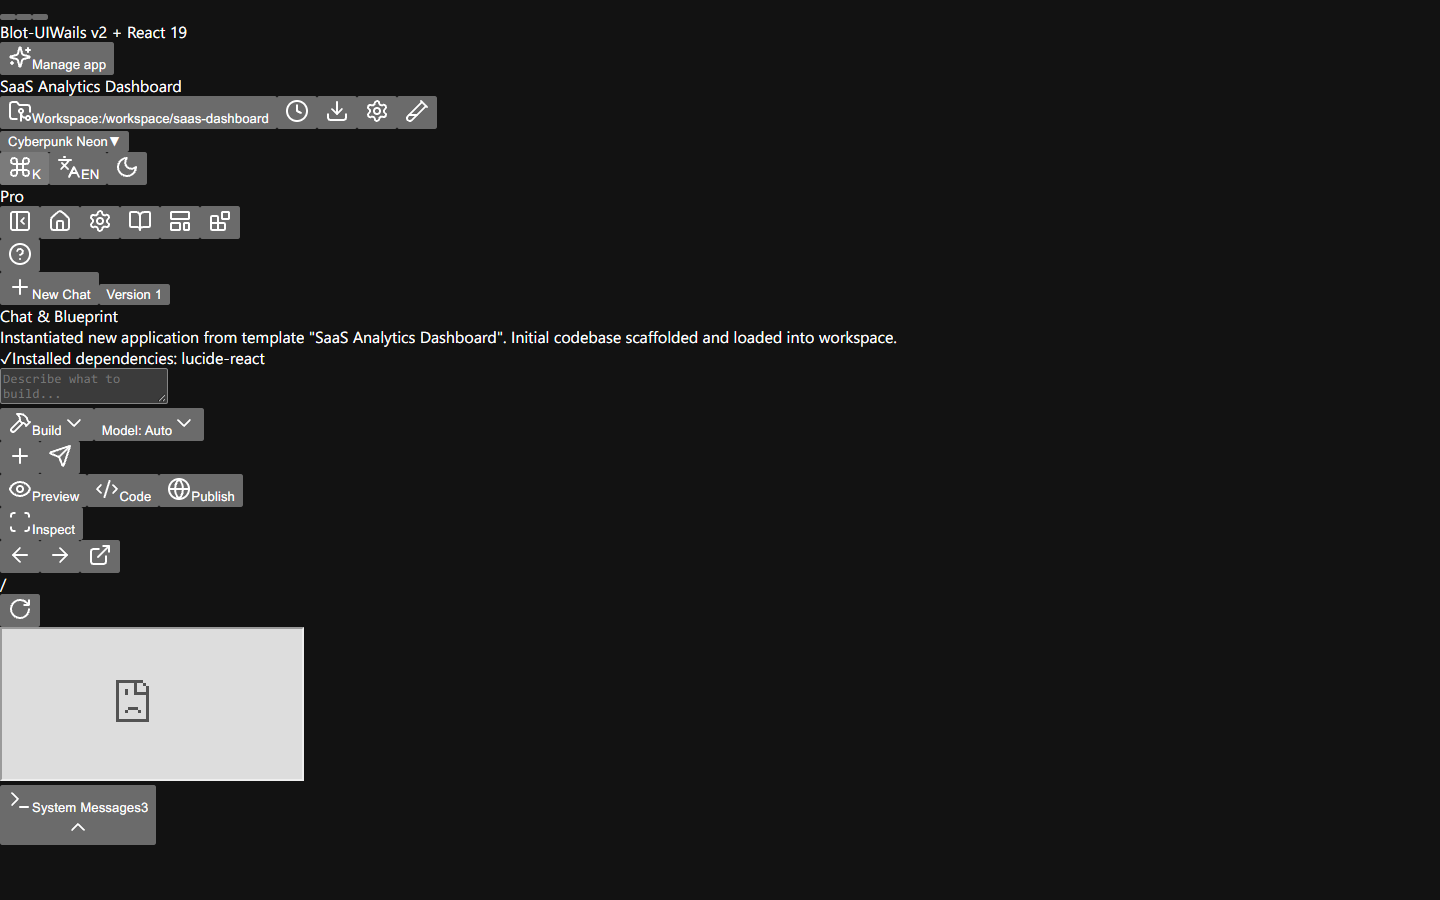 Blot-UIWails v2 + React 19
Manage app
SaaS Analytics Dashboard
Workspace:/workspace/saas-dashboard
Cyberpunk Neon▼
⌘K EN
Pro
New Chat Version 1
Chat & Blueprint
Instantiated new application from template "SaaS Analytics Dashboard". Initial codebase scaffolded and loaded into workspace.
✓Installed dependencies: lucide-react
Describe what to
build...
Build Model: Auto
Preview Code Publish
Inspect
/
System Messages3